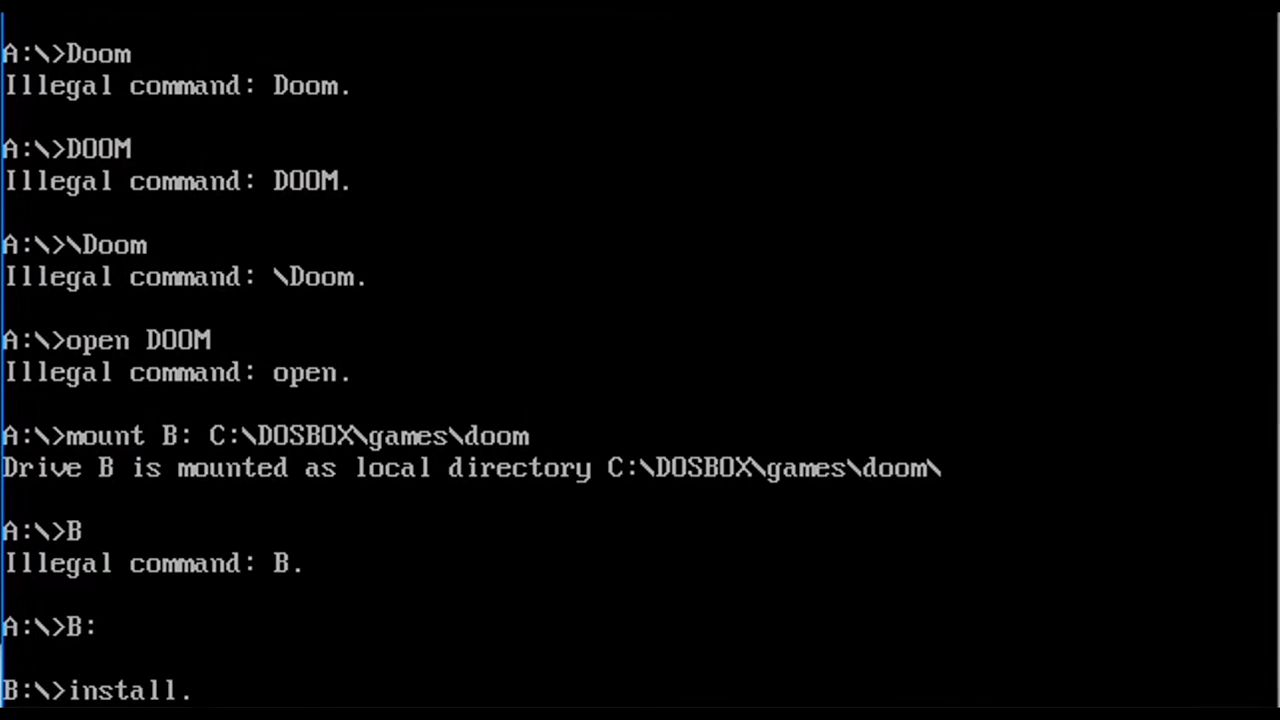 A:\>Doom
Illegal command: Doom.
A:\>DOOM
Illegal command: DOOM.
A:\>\Doom
Illegal command: \Doom.
A:\>open DOOM
Illegal command: open.
A:\>mount B: C:\DOSBOX\games\doom
Drive B is mounted as local directory C:\DOSBOX\games\doom\
A:\>B
Illegal command: B.
A:\>B:
B:\>install.